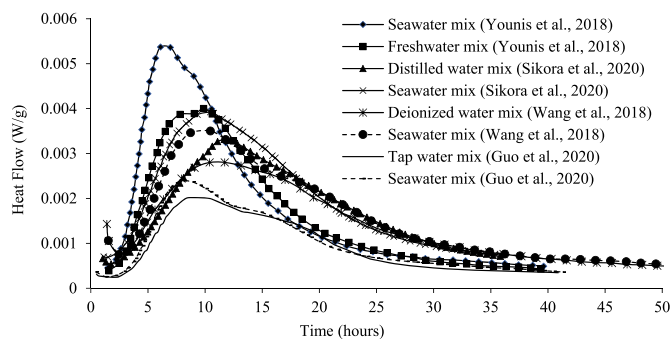 0.006
0.005
0.004
0.003
0.002
0.001
0
Heat Flow (W/g)
Seawater mix (Younis et al., 2018)
Freshwater mix (Younis et al., 2018)
Distilled water mix (Sikora et al., 2020)
Seawater mix (Sikora et al., 2020)
Deionized water mix (Wang et al., 2018)
Seawater mix (Wang et al., 2018)
Tap water mix (Guo et al., 2020)
Seawater mix (Guo et al., 2020)
0 5 10 15 20 25 30 35 40 45 50
Time (hours)